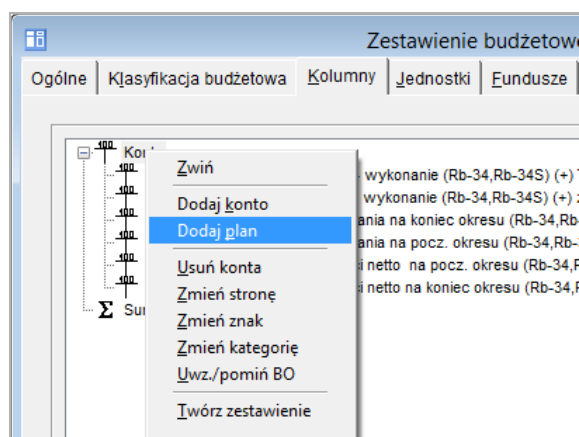 Zestawienie budżetow
Ogólne Klasyfikacja budżetowa Kolumny Jednostki Fundusze
Kon
Zwiń
wykonanie (Rb-34,Rb-34S) (+)
Dodaj konto
wykonanie (Rb-34,Rb-34S) (+)
ania na koniec okresu (Rb-34,Rb-
Dodaj plan
ania na pocz. okresu (Rb-34,Rb-
Usuń konta
i netto na pocz. okresu (Rb-34,
Zmień stronę
i netto na koniec okresu (Rb-34,
Σ Su
Zmień znak
Zmień kategorię
Uwz./pomiń BO
Twórz zestawienie